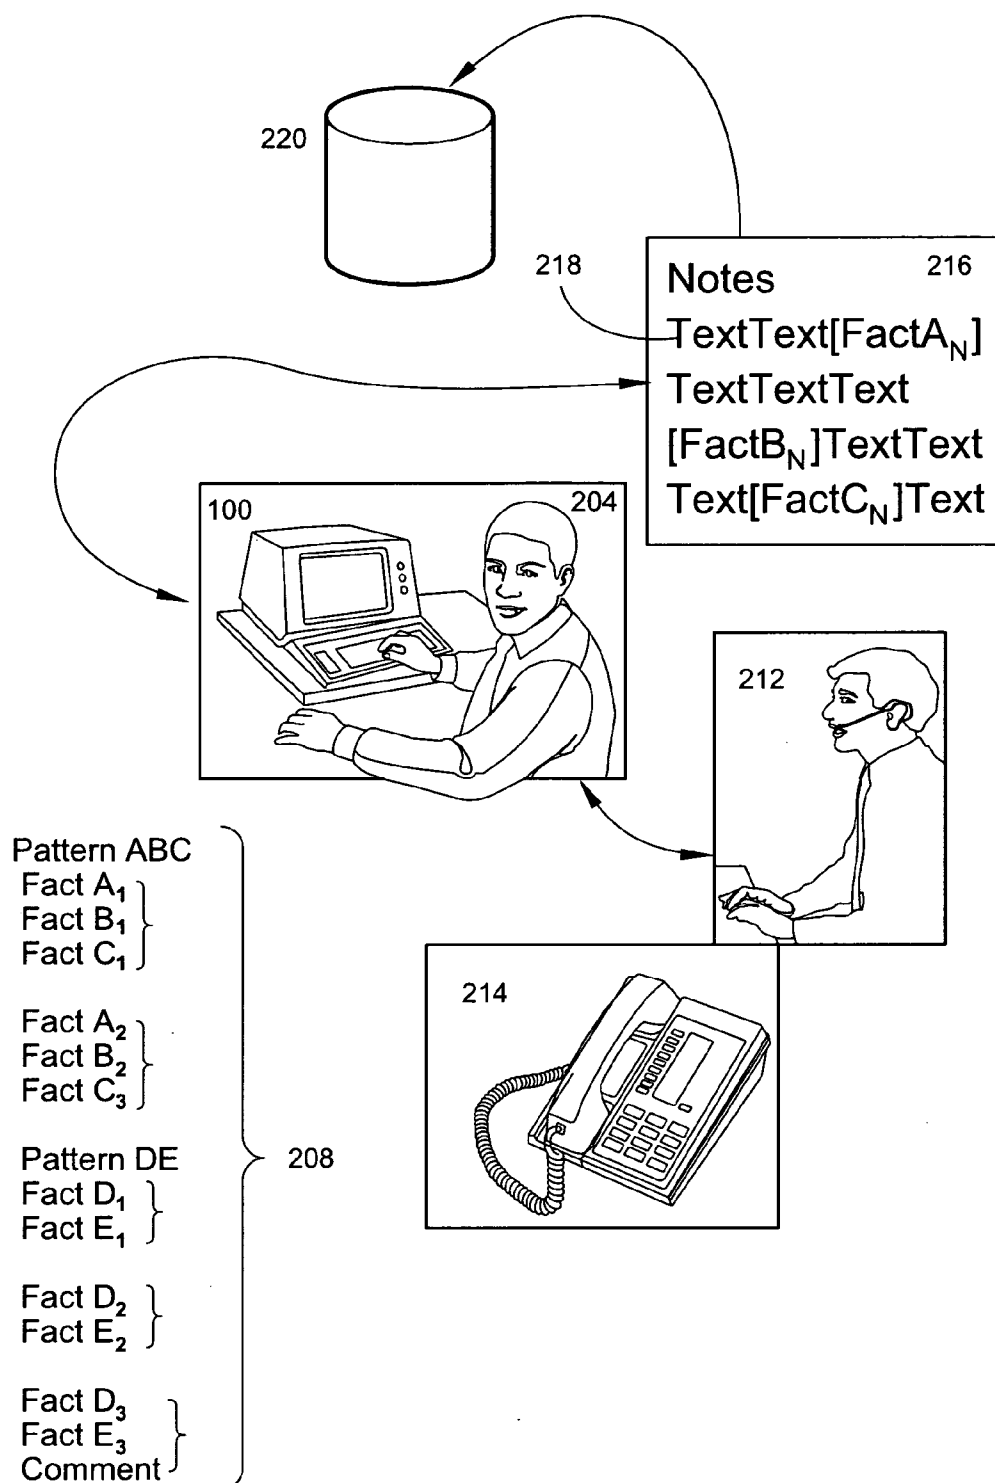 220
218
216
Notes
TextText[FactA_N]
TextTextText
[FactB_N]TextText
Text[FactC_N]Text
100
204
212
214
Pattern ABC
Fact A₁
Fact B₁
Fact C₁
Fact A₂
Fact B₂
Fact C₃
Pattern DE
Fact D₁
Fact E₁
Fact D₂
Fact E₂
Fact D₃
Fact E₃
Comment
208